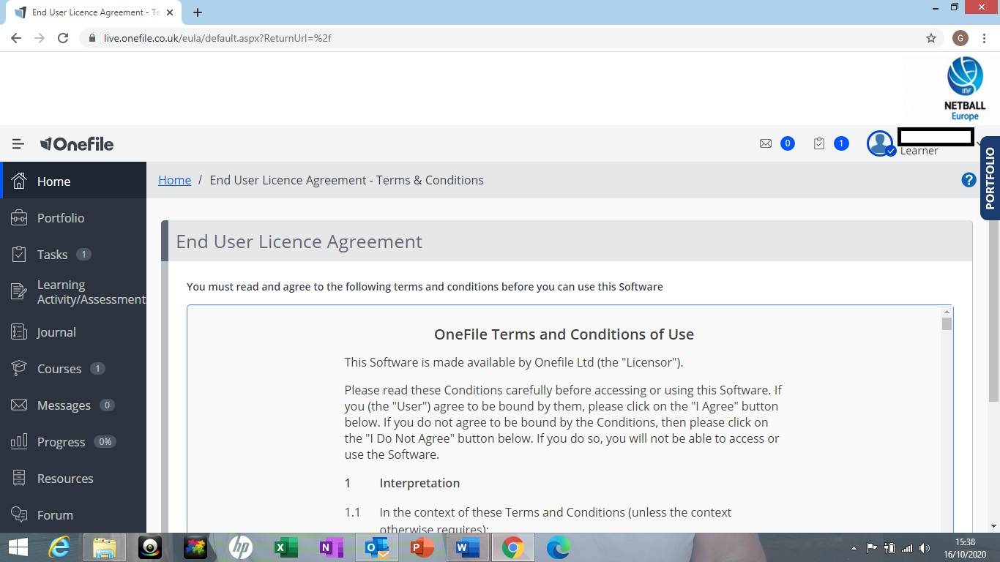 End User Licence Agreement - Te
live.onefile.co.uk/eula/default.aspx?ReturnUrl=%2f
G
INF
NETBALL
Europe
Onefile
0
1
Learner
PORTFOLIO
Home
Home / End User Licence Agreement - Terms & Conditions
?
Portfolio
Tasks 1
Learning
Activity/Assessment
Journal
Courses 1
Messages 0
Progress 0%
Resources
Forum
End User Licence Agreement
You must read and agree to the following terms and conditions before you can use this Software
OneFile Terms and Conditions of Use
This Software is made available by Onefile Ltd (the "Licensor").
Please read these Conditions carefully before accessing or using this Software. If
you (the "User") agree to be bound by them, please click on the "I Agree" button
below. If you do not agree to be bound by the Conditions, then please click on
the "I Do Not Agree" button below. If you do so, you will not be able to access or
use the Software.
1 Interpretation
1.1 In the context of these Terms and Conditions (unless the context
otherwise requires):
hp
X
N
O
P
W
15:38
16/10/2020